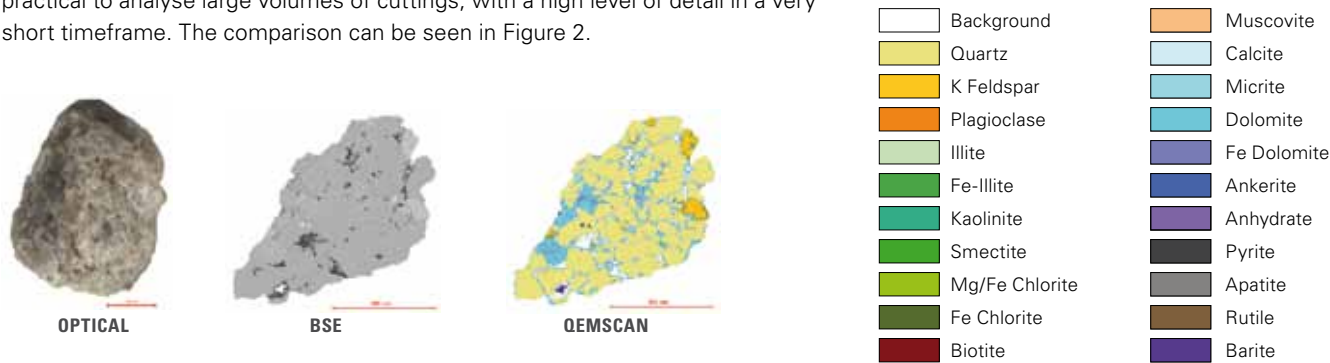 practical to analyse large volumes of cuttings, with a high level of detail in a very
short timeframe. The comparison can be seen in Figure 2.
OPTICAL
BSE
QEMSCAN
Background
Quartz
K Feldspar
Plagioclase
Illite
Fe-Illite
Kaolinite
Smectite
Mg/Fe Chlorite
Fe Chlorite
Biotite
Muscovite
Calcite
Micrite
Dolomite
Fe Dolomite
Ankerite
Anhydrate
Pyrite
Apatite
Rutile
Barite